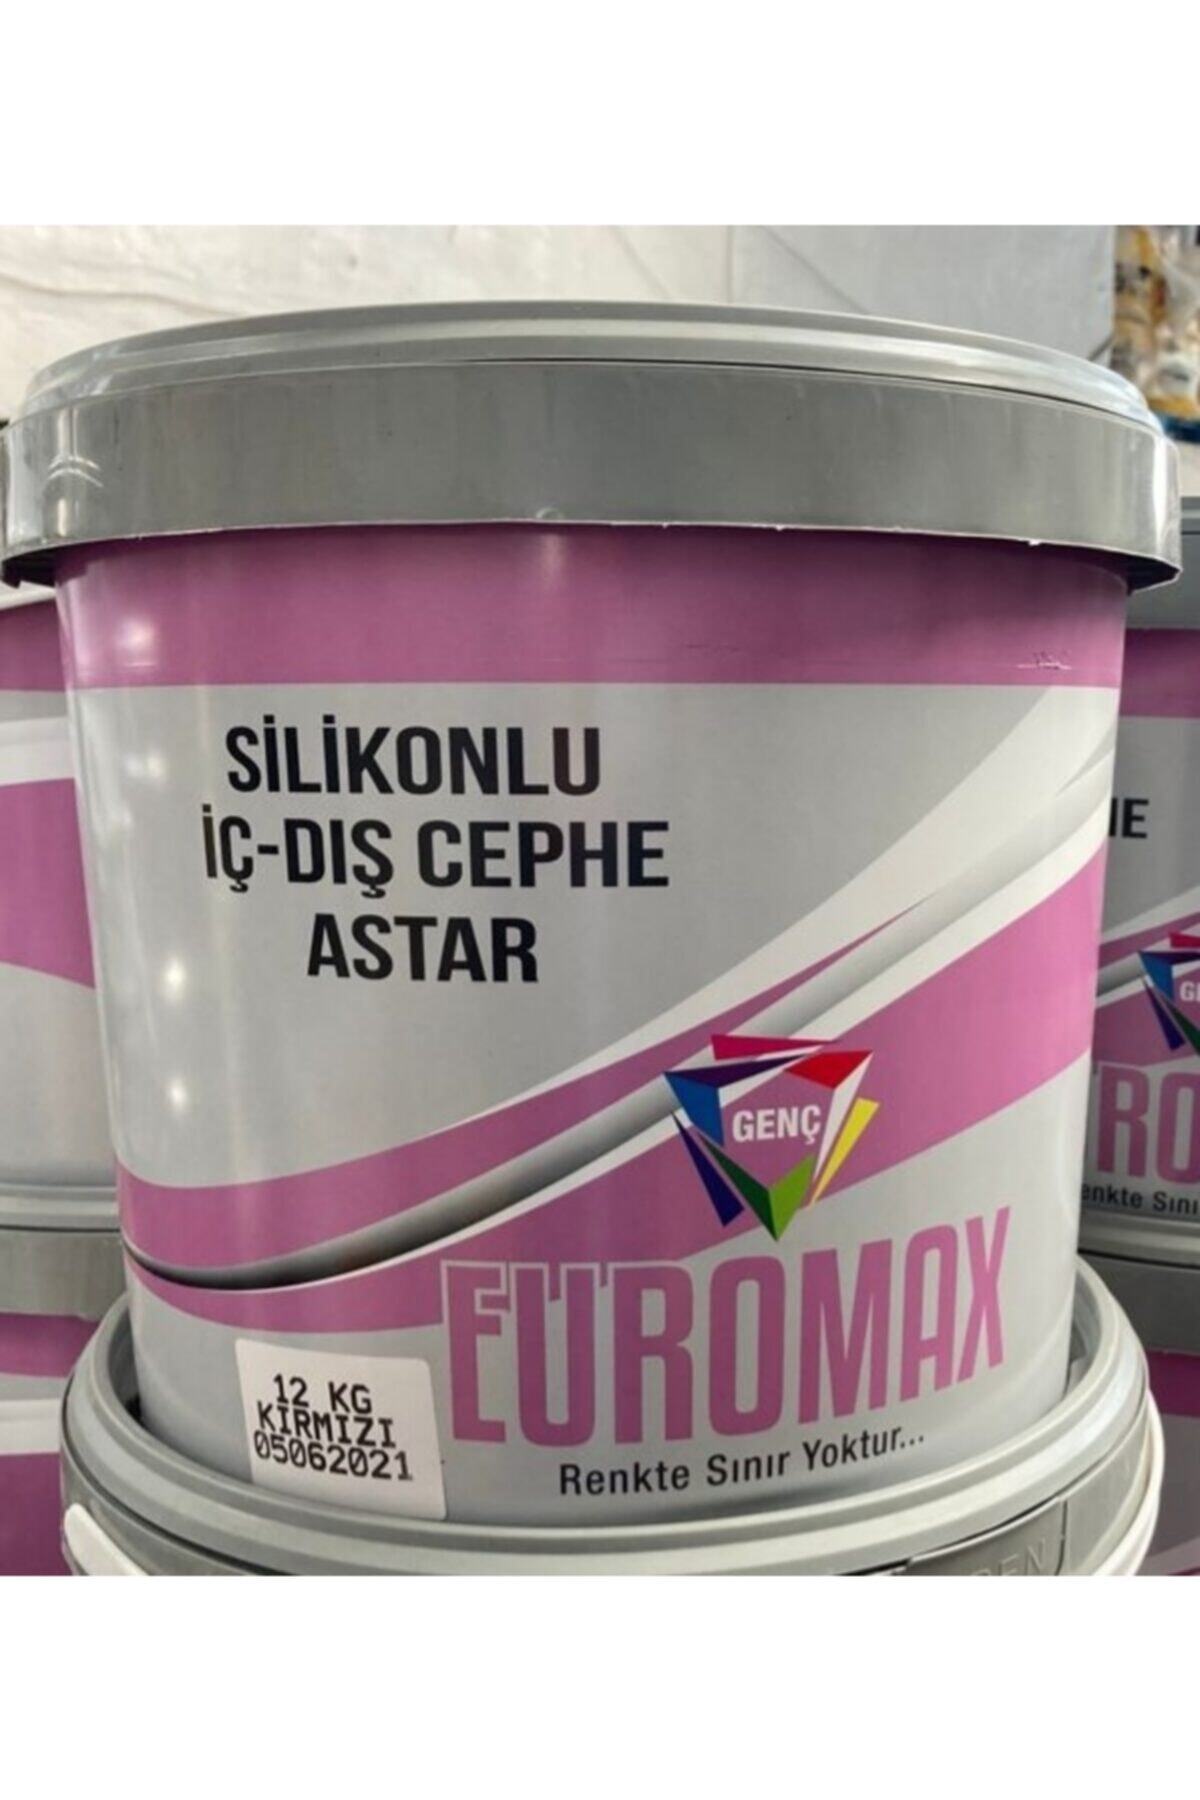 SİLİKONLU
İÇ-DIŞ CEPHE
ASTAR
GENÇ
EUROMAX
Renkte Sınır Yoktur...
12 KG
KIRMIZI
05062021